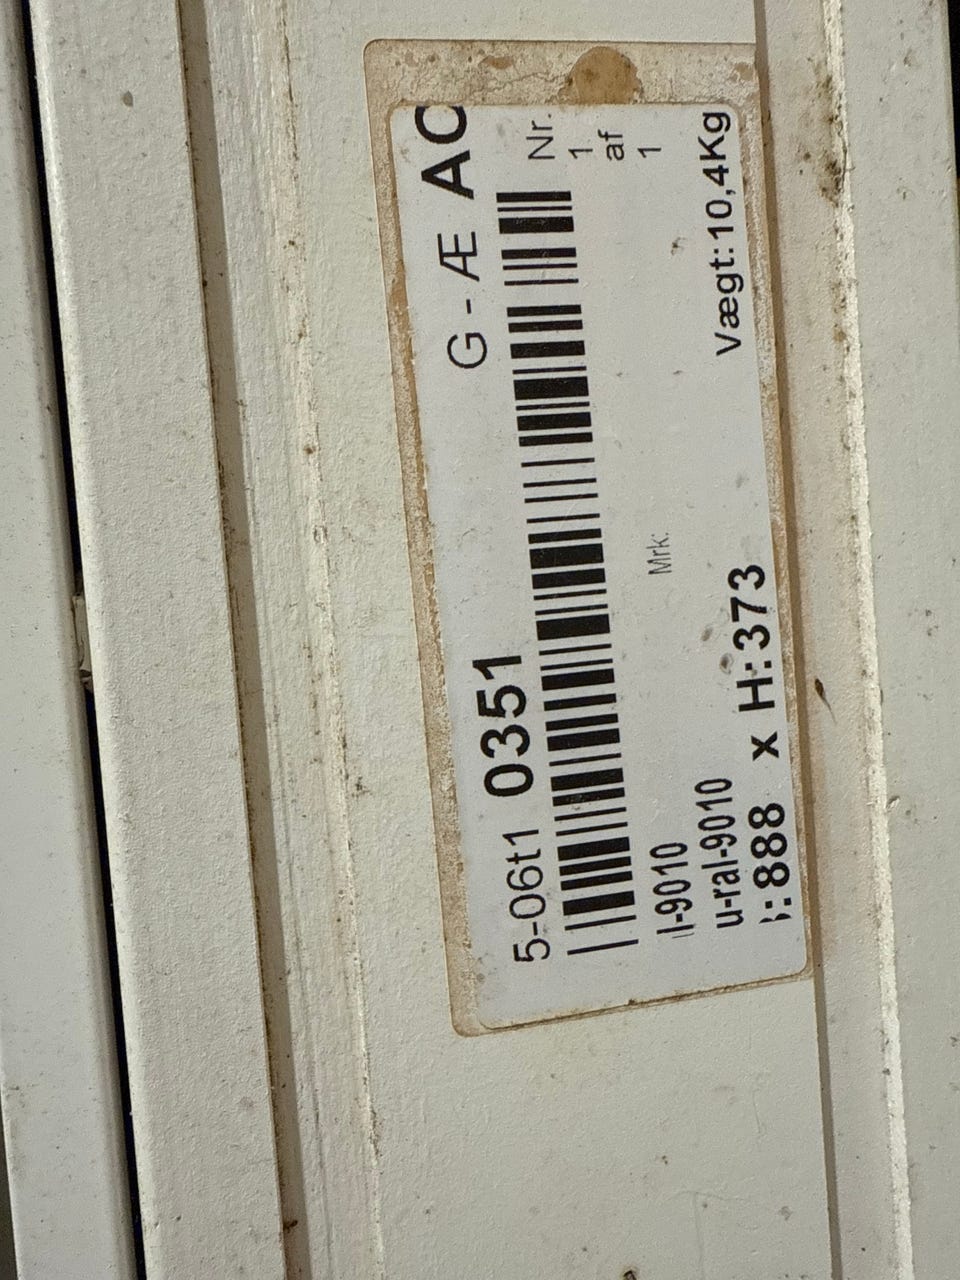 G - Æ AC
5-06t1 0351
Nr.
1
af
1
l-9010
Mrk:
u-ral-9010
:888 x H:373
Vægt:10,4Kg